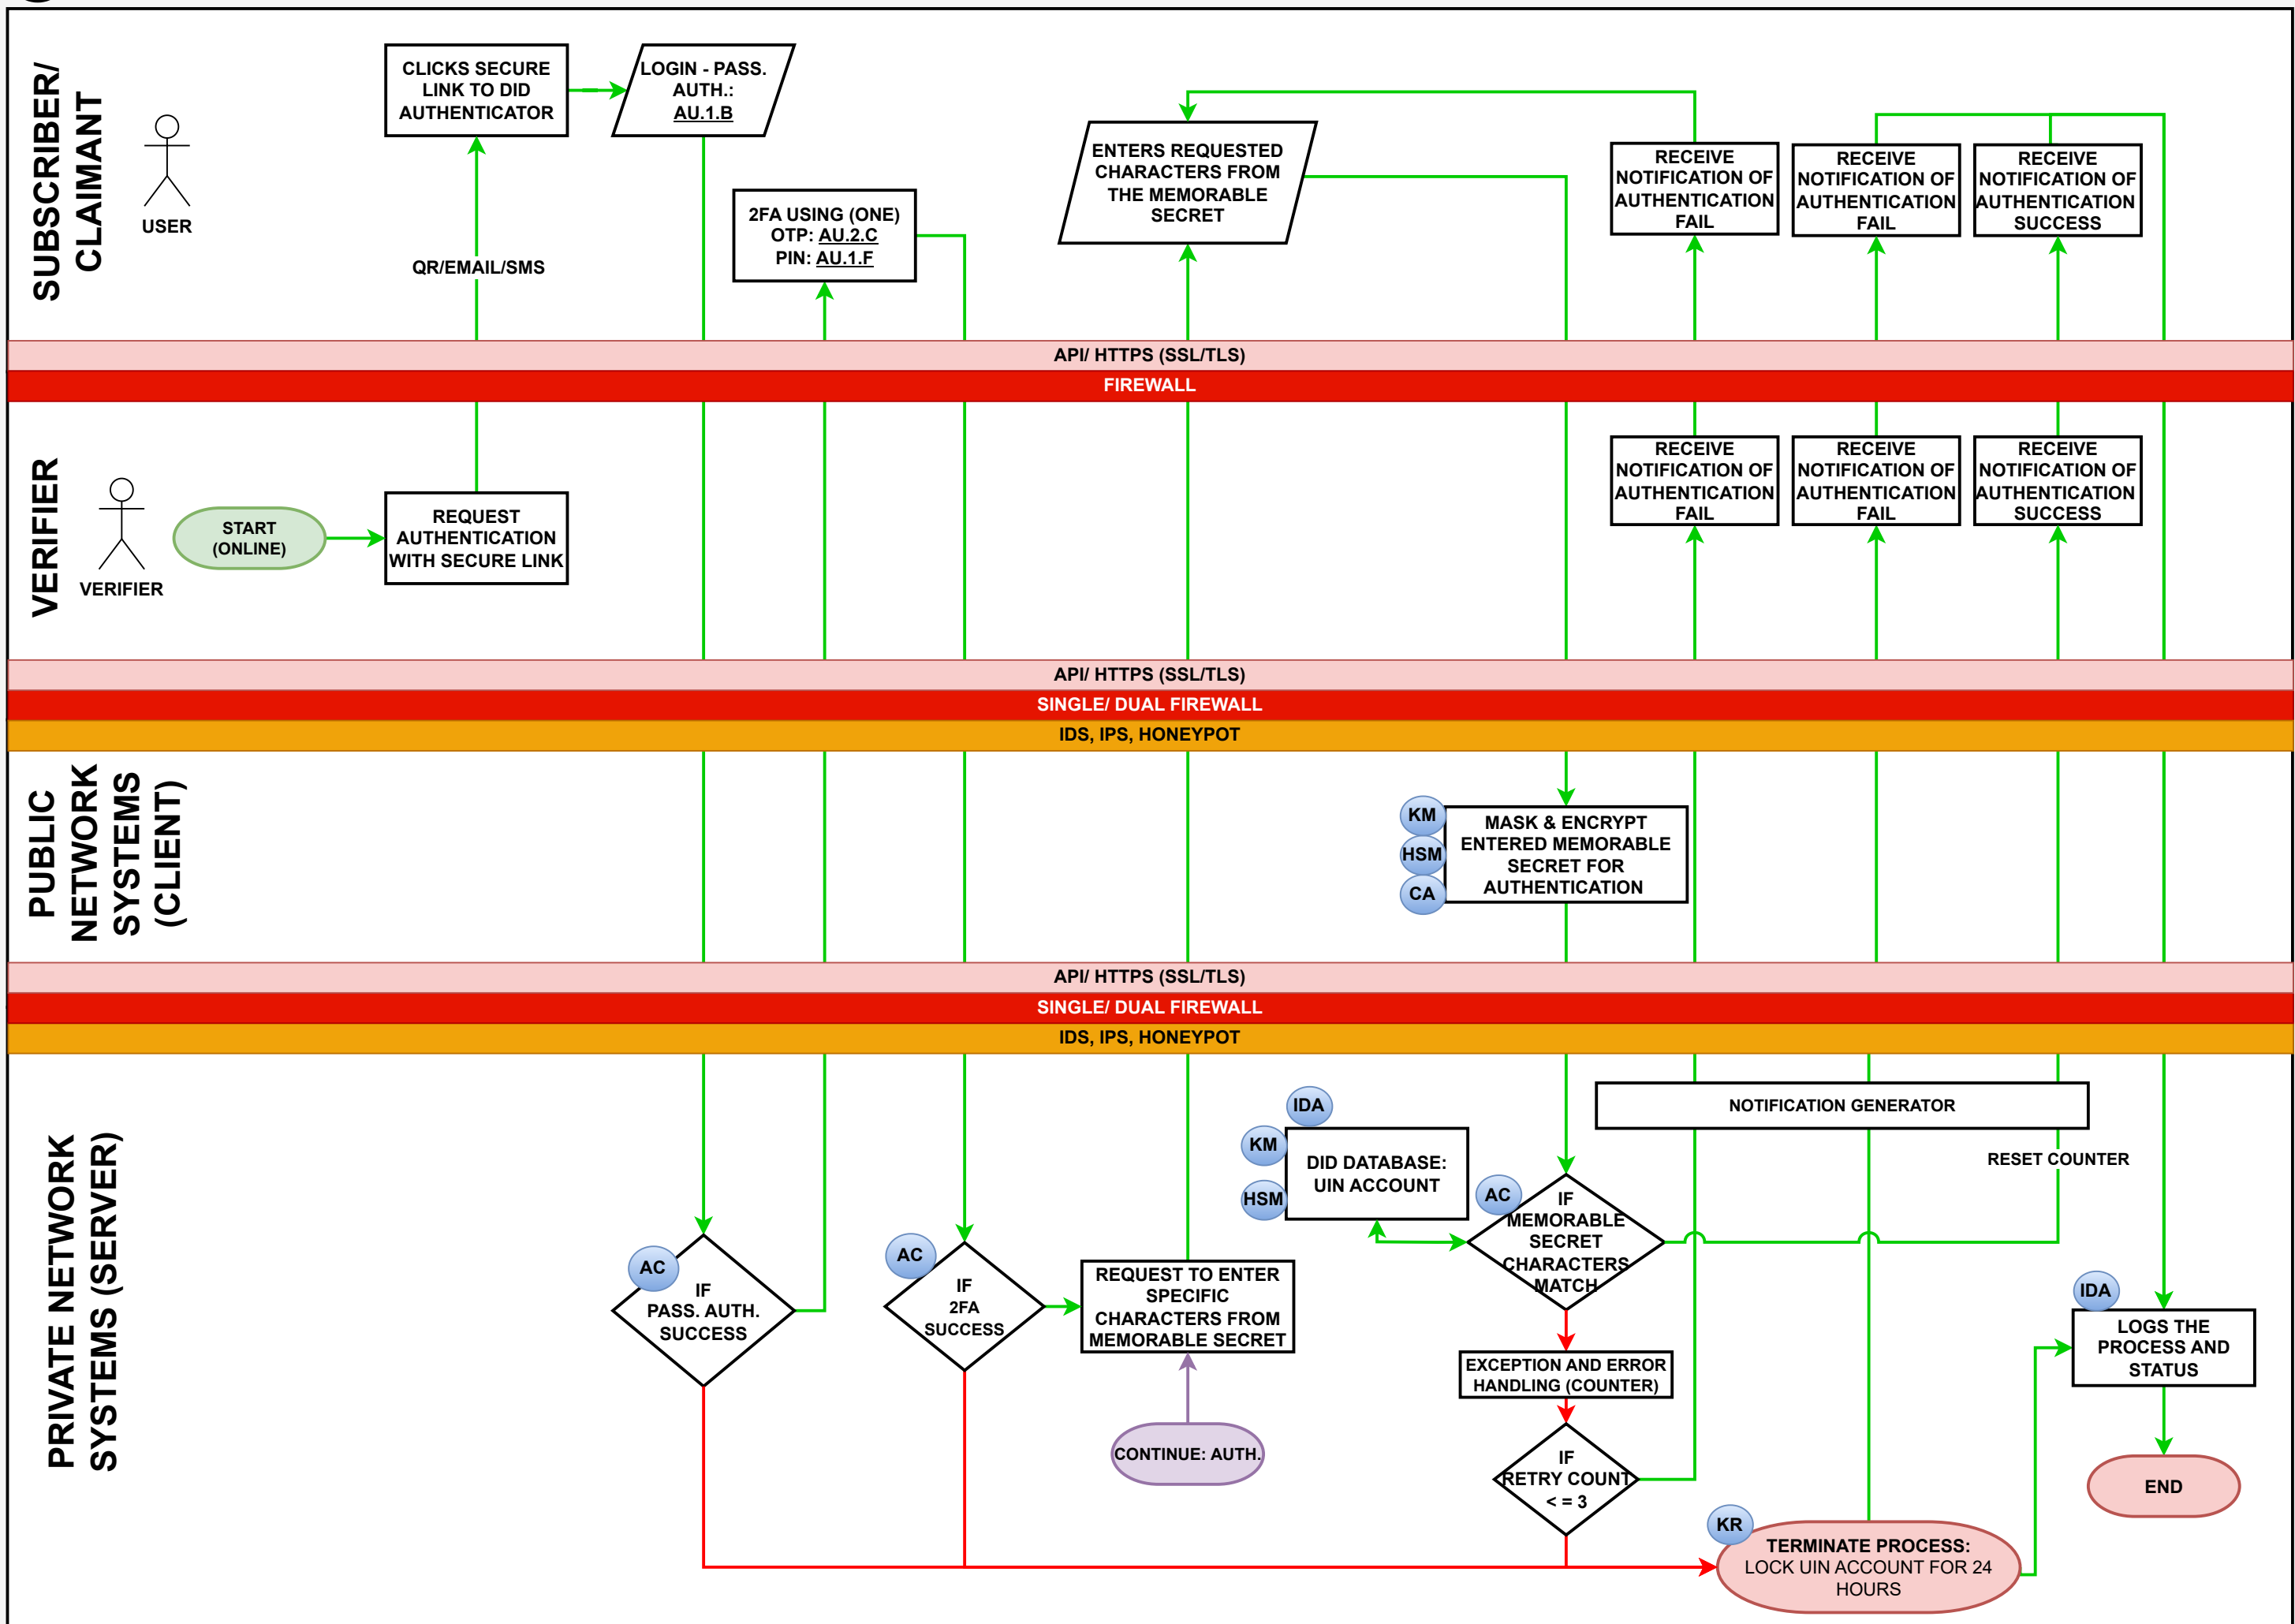 SUBSCRIBER/
CLAIMANT
USER
CLICKS SECURE
LINK TO DID
AUTHENTICATOR
LOGIN - PASS.
AUTH.:
AU.1.B
QR/EMAIL/SMS
2FA USING (ONE)
OTP: AU.2.C
PIN: AU.1.F
ENTERS REQUESTED
CHARACTERS FROM
THE MEMORABLE
SECRET
RECEIVE
NOTIFICATION OF
AUTHENTICATION
FAIL
RECEIVE
NOTIFICATION OF
AUTHENTICATION
FAIL
RECEIVE
NOTIFICATION OF
AUTHENTICATION
SUCCESS
API/ HTTPS (SSL/TLS)
FIREWALL
VERIFIER
VERIFIER
START
(ONLINE)
REQUEST
AUTHENTICATION
WITH SECURE LINK
RECEIVE
NOTIFICATION OF
AUTHENTICATION
FAIL
RECEIVE
NOTIFICATION OF
AUTHENTICATION
FAIL
RECEIVE
NOTIFICATION OF
AUTHENTICATION
SUCCESS
API/ HTTPS (SSL/TLS)
SINGLE/ DUAL FIREWALL
IDS, IPS, HONEYPOT
PUBLIC
NETWORK
SYSTEMS
(CLIENT)
KM
HSM
CA
MASK & ENCRYPT
ENTERED MEMORABLE
SECRET FOR
AUTHENTICATION
API/ HTTPS (SSL/TLS)
SINGLE/ DUAL FIREWALL
IDS, IPS, HONEYPOT
PRIVATE NETWORK
SYSTEMS (SERVER)
AC
IF
PASS. AUTH.
SUCCESS
AC
IF
2FA
SUCCESS
REQUEST TO ENTER
SPECIFIC
CHARACTERS FROM
MEMORABLE SECRET
CONTINUE: AUTH.
IDA
KM
HSM
DID DATABASE:
UIN ACCOUNT
AC
IF
MEMORABLE
SECRET
CHARACTERS
MATCH
NOTIFICATION GENERATOR
RESET COUNTER
EXCEPTION AND ERROR
HANDLING (COUNTER)
IF
RETRY COUNT
< = 3
KR
TERMINATE PROCESS:
LOCK UIN ACCOUNT FOR 24
HOURS
IDA
LOGS THE
PROCESS AND
STATUS
END